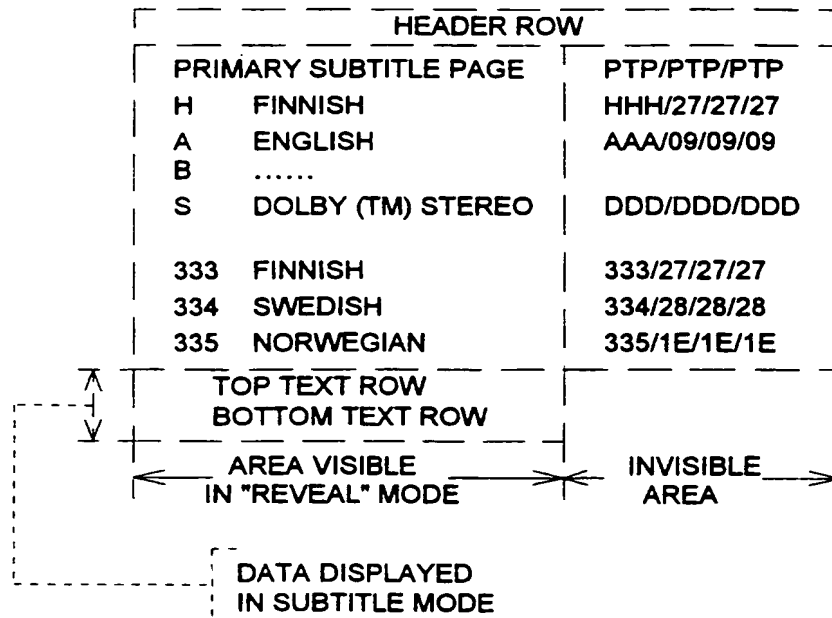 HEADER ROW
PRIMARY SUBTITLE PAGE PTP/PTP/PTP
H FINNISH HHH/27/27/27
A ENGLISH AAA/09/09/09
B ......
S DOLBY (TM) STEREO DDD/DDD/DDD
333 FINNISH 333/27/27/27
334 SWEDISH 334/28/28/28
335 NORWEGIAN 335/1E/1E/1E
TOP TEXT ROW
BOTTOM TEXT ROW
AREA VISIBLE INVISIBLE
IN "REVEAL" MODE AREA
DATA DISPLAYED
IN SUBTITLE MODE